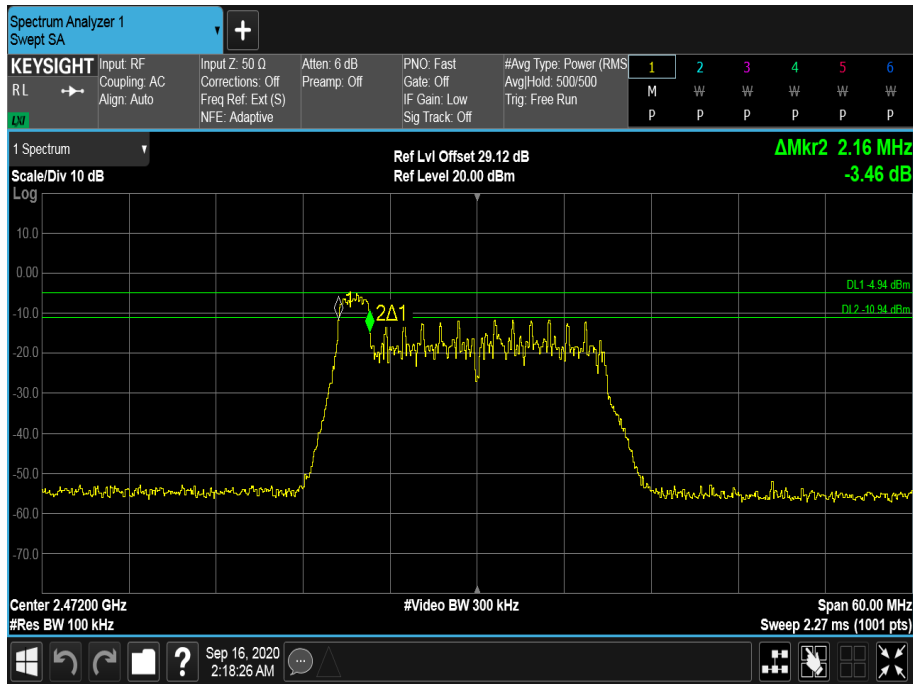 Spectrum Analyzer 1
Swept SA
+
KEYSIGHT
RL
LXI
Input: RF
Coupling: AC
Align: Auto
Input Z: 50 Ω
Corrections: Off
Freq Ref: Ext (S)
NFE: Adaptive
Atten: 6 dB
Preamp: Off
PNO: Fast
Gate: Off
IF Gain: Low
Sig Track: Off
#Avg Type: Power (RMS
Avg|Hold: 500/500
Trig: Free Run
1 2 3 4 5 6
M W W W W W
P P P P P P
1 Spectrum
Scale/Div 10 dB
Log
Ref Lvl Offset 29.12 dB
Ref Level 20.00 dBm
ΔMkr2 2.16 MHz
-3.46 dB
10.0
0.00
DL1 -4.94 dBm
1
2Δ1
DL2 -10.94 dBm
-10.0
-20.0
-30.0
-40.0
-50.0
-60.0
-70.0
Center 2.47200 GHz
#Video BW 300 kHz
Span 60.00 MHz
#Res BW 100 kHz
Sweep 2.27 ms (1001 pts)
?
Sep 16, 2020
2:18:26 AM